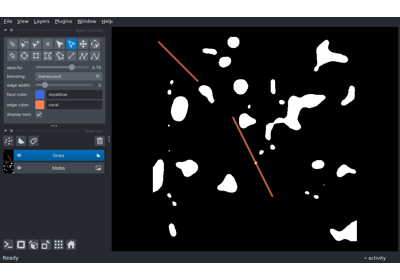 File View Layers Plugins Window Help
opacity: 0.75
blending: translucent
edge width: 5
face color: royalblue
edge color: coral
display text: ✓
lines
blobs
Ready activity